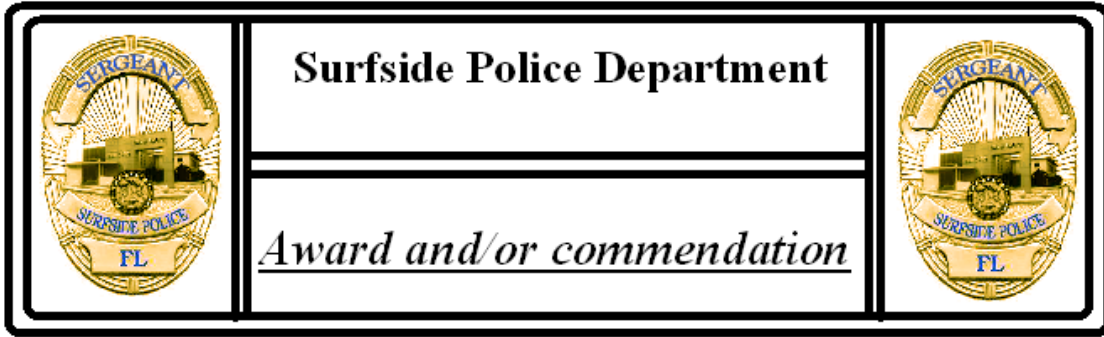 SERGEANT
SURFSIDE POLICE
FL
Surfside Police Department
Award and/or commendation
SERGEANT
SURFSIDE POLICE
FL